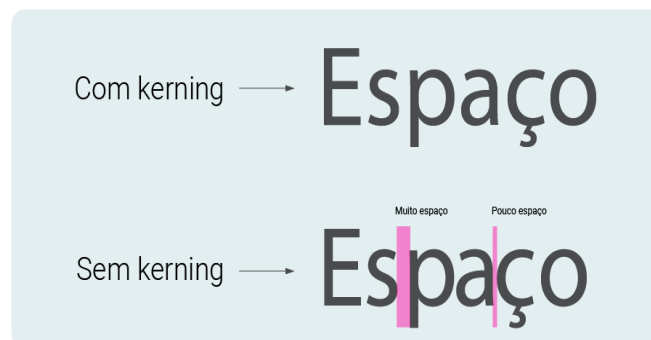 Com kerning
Espaço
Muito espaço
Pouco espaço
Sem kerning
Espaço